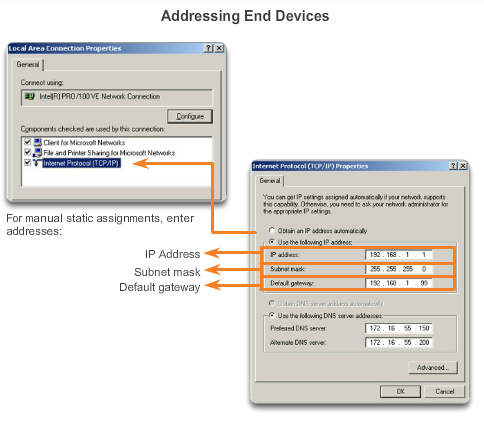 Addressing End Devices
Local Area Connection Properties
General
Connect using:
Intel(R) PRO/100 VE Network Connection
Configure
Components checked are used by this connection:
Client for Microsoft Networks
File and Printer Sharing for Microsoft Networks
Internet Protocol (TCP/IP)
For manual static assignments, enter
addresses:
IP Address
Subnet mask
Default gateway
Internet Protocol (TCP/IP) Properties
General
You can get IP settings assigned automatically if your network supports
this capability. Otherwise, you need to ask your network administrator for
the appropriate IP settings.
Obtain an IP address automatically
Use the following IP address:
IP address: 192 . 168 . 1 . 1
Subnet mask: 255 . 255 . 255 . 0
Default gateway: 192 . 168 . 1 . 99
Obtain DNS server address automatically
Use the following DNS server addresses:
Preferred DNS server: 172 . 16 . 55 . 150
Alternate DNS server: 172 . 16 . 55 . 200
Advanced...
OK Cancel